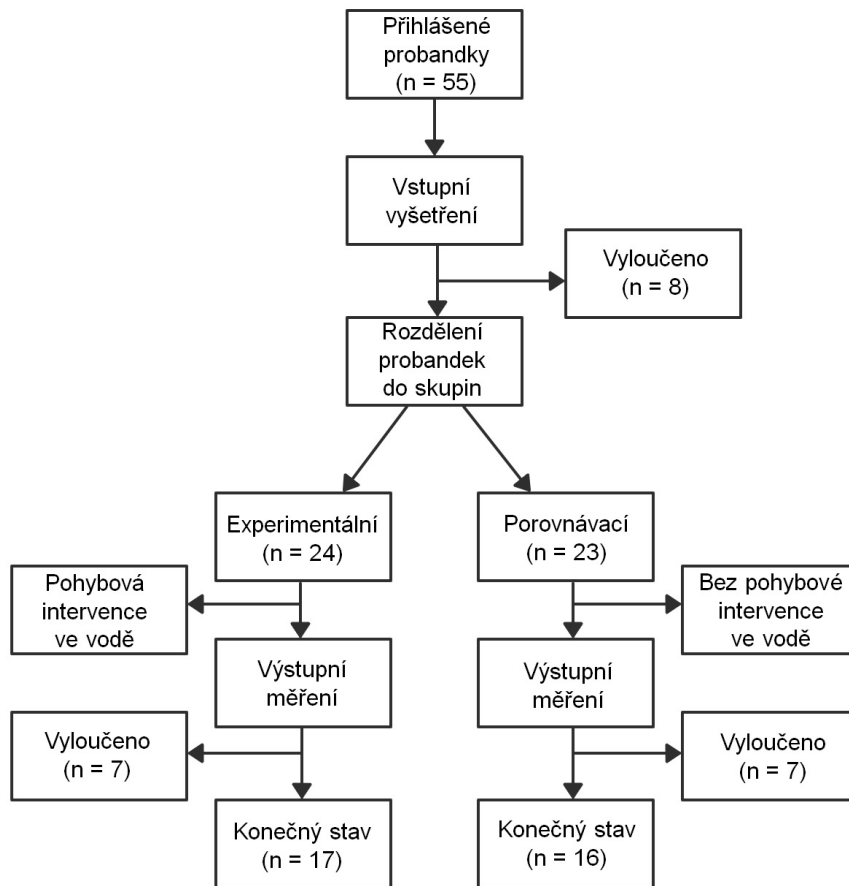 Přihlášené
probandky
(n = 55)
Vstupní
vyšetření
Vyloučeno
(n = 8)
Rozdělení
probandek
do skupin
Experimentální
(n = 24)
Porovnávací
(n = 23)
Pohybová
intervence
ve vodě
Bez pohybové
intervence
ve vodě
Výstupní
měření
Výstupní
měření
Vyloučeno
(n = 7)
Vyloučeno
(n = 7)
Konečný stav
(n = 17)
Konečný stav
(n = 16)